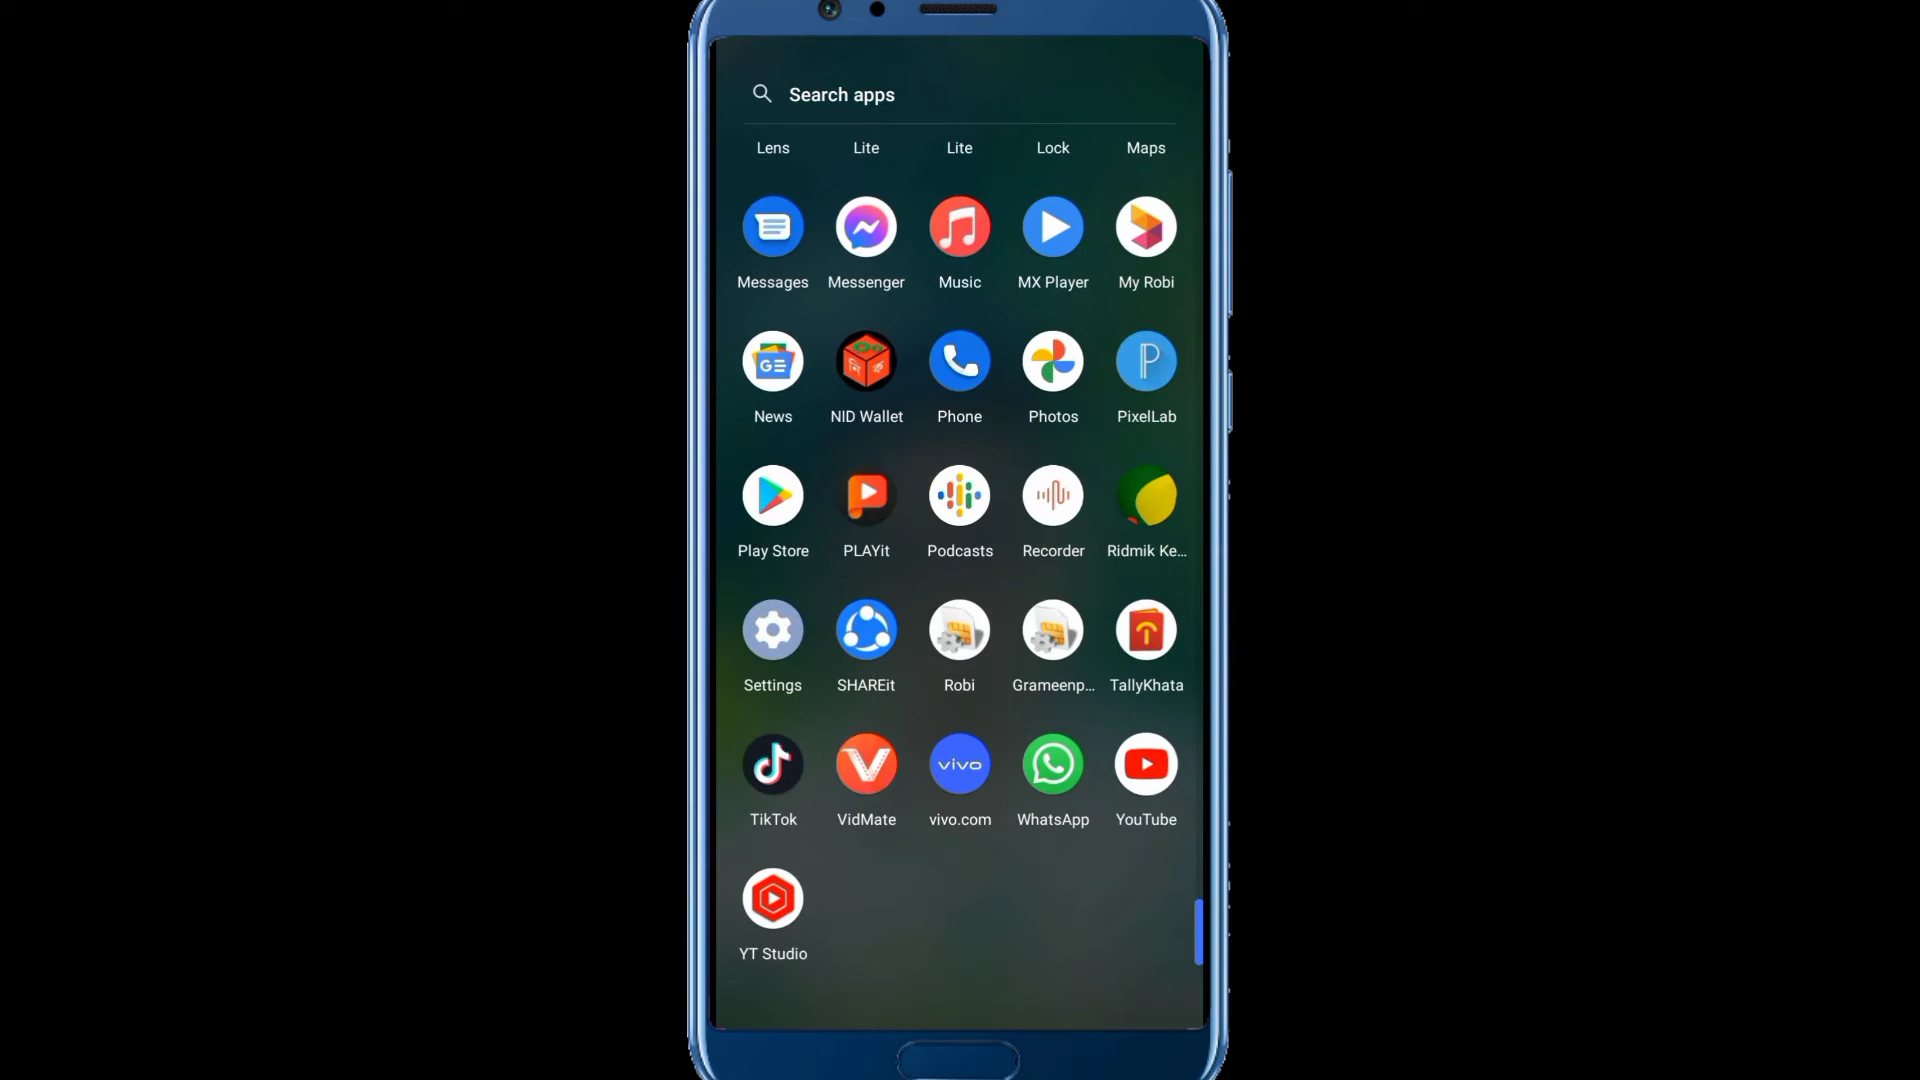 Search apps
Lens Lite Lite Lock Maps
Messages Messenger Music MX Player My Robi
GE
নি ক
News NID Wallet Phone Photos PixelLab
P
Play Store PLAYit Podcasts Recorder Ridmik Ke...
Settings SHAREit Robi Grameenp... TallyKhata
vivo
TikTok VidMate vivo.com WhatsApp YouTube
YT Studio